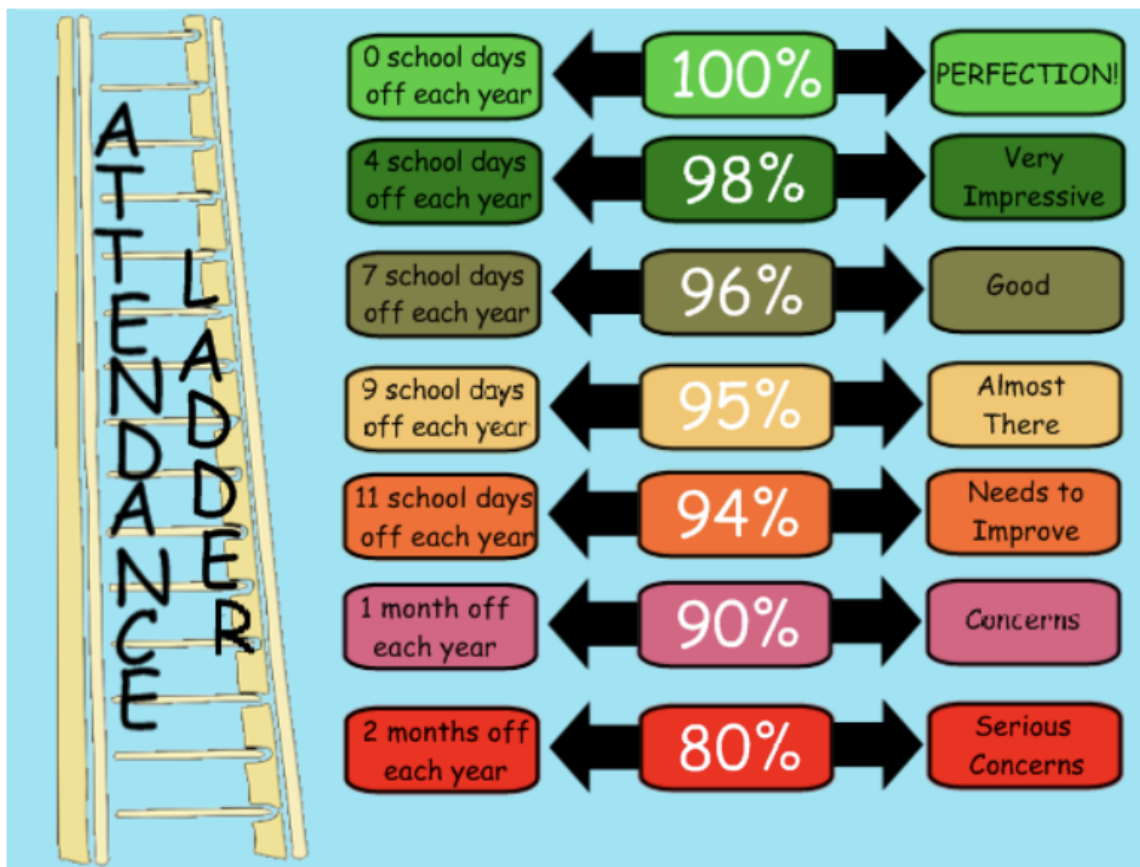 ATTENDANCE
LADDER
0 school days
off each year
100%
PERFECTION!
4 school days
off each year
98%
Very
Impressive
7 school days
off each year
96%
Good
9 school days
off each year
95%
Almost
There
11 school days
off each year
94%
Needs to
Improve
1 month off
each year
90%
Concerns
2 months off
each year
80%
Serious
Concerns